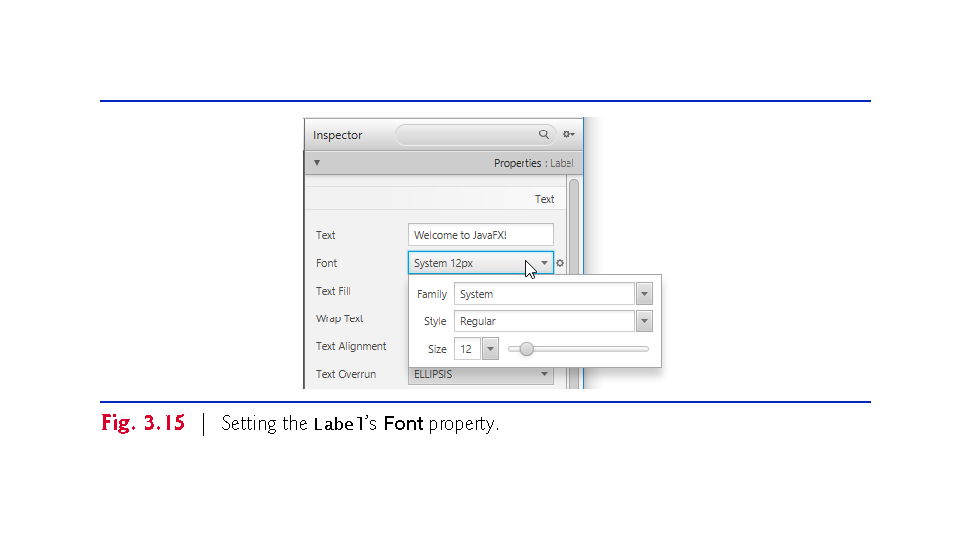 Inspector
Properties : Label
Text
Text Welcome to JavaFX!
Font System 12px
Text Fill
Family System
Wrap Text
Style Regular
Text Alignment
Size 12
Text Overrun ELLIPSIS
Fig. 3.15 | Setting the Label's Font property.